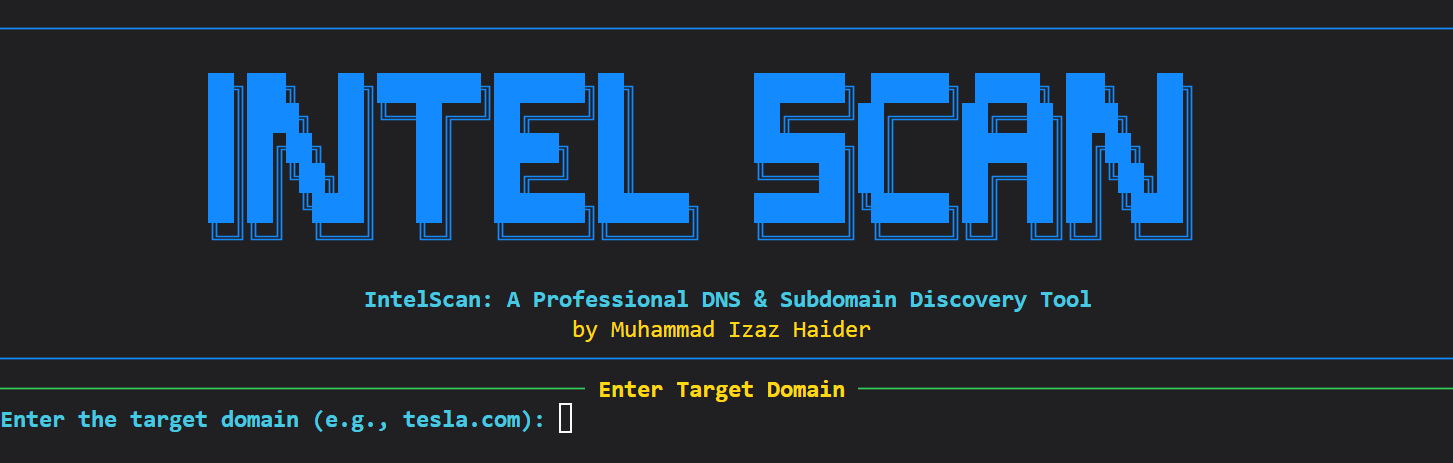 INTEL SCAN
IntelScan: A Professional DNS & Subdomain Discovery Tool
by Muhammad Izaz Haider
Enter Target Domain
Enter the target domain (e.g., tesla.com):